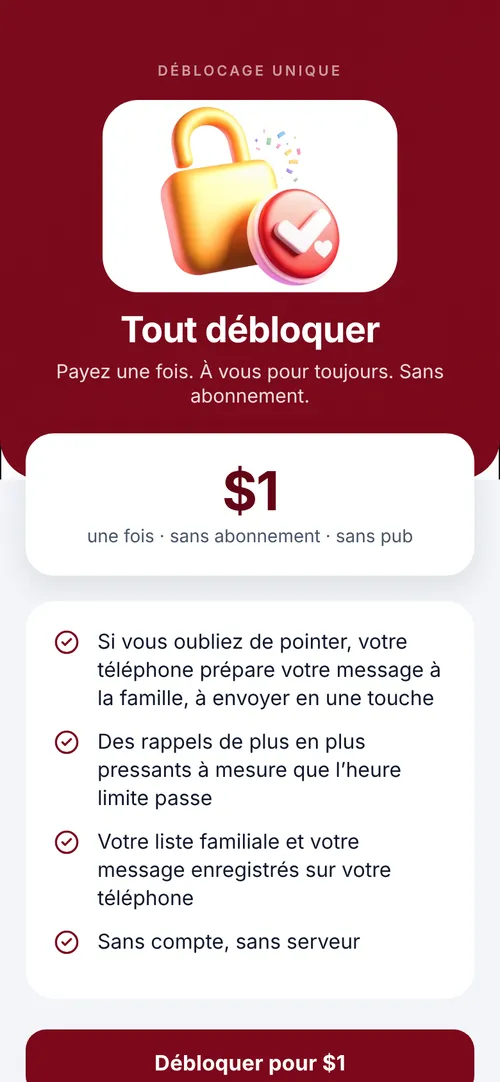 DÉBLOCAGE UNIQUE
Tout débloquer
Payez une fois. À vous pour toujours. Sans
abonnement.
$1
une fois · sans abonnement · sans pub
Si vous oubliez de pointer, votre
téléphone prépare votre message à
la famille, à envoyer en une touche
Des rappels de plus en plus
pressants à mesure que l’heure
limite passe
Votre liste familiale et votre
message enregistrés sur votre
téléphone
Sans compte, sans serveur
Débloquer pour $1